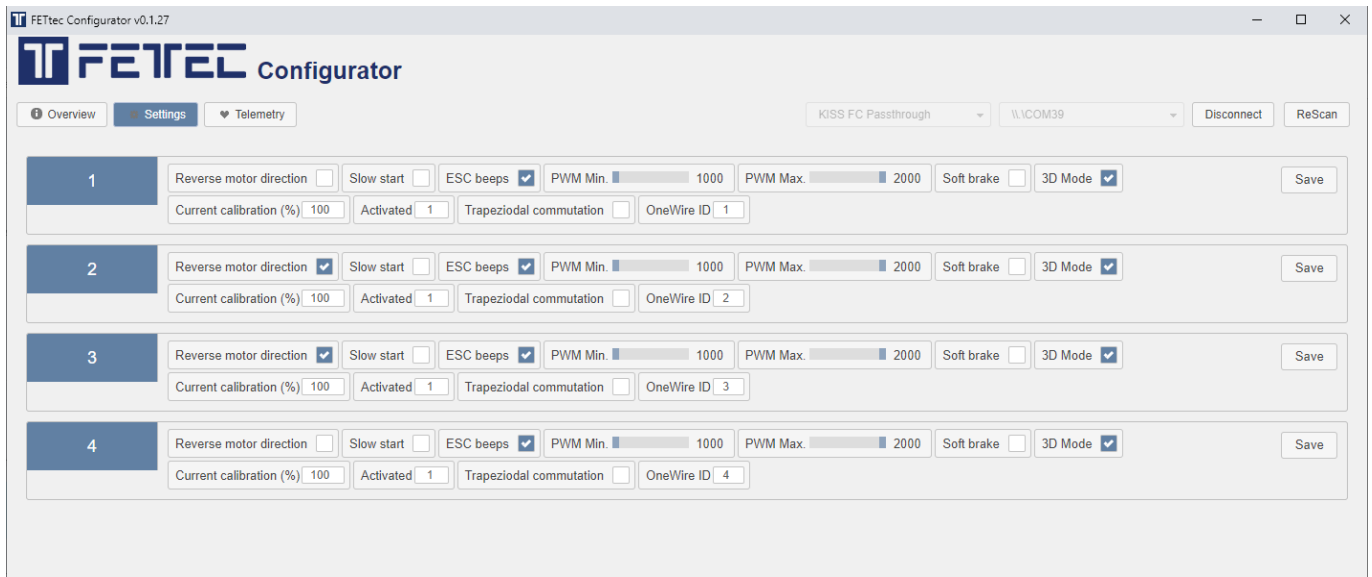 FETtec Configurator v0.1.27
FETTEC Configurator
Overview Settings Telemetry KISS FC Passthrough \\.\COM39 Disconnect ReScan
1 Reverse motor direction Slow start ESC beeps PWM Min. 1000 PWM Max. 2000 Soft brake 3D Mode Save
Current calibration (%) 100 Activated 1 Trapeziodal commutation OneWire ID 1
2 Reverse motor direction Slow start ESC beeps PWM Min. 1000 PWM Max. 2000 Soft brake 3D Mode Save
Current calibration (%) 100 Activated 1 Trapeziodal commutation OneWire ID 2
3 Reverse motor direction Slow start ESC beeps PWM Min. 1000 PWM Max. 2000 Soft brake 3D Mode Save
Current calibration (%) 100 Activated 1 Trapeziodal commutation OneWire ID 3
4 Reverse motor direction Slow start ESC beeps PWM Min. 1000 PWM Max. 2000 Soft brake 3D Mode Save
Current calibration (%) 100 Activated 1 Trapeziodal commutation OneWire ID 4